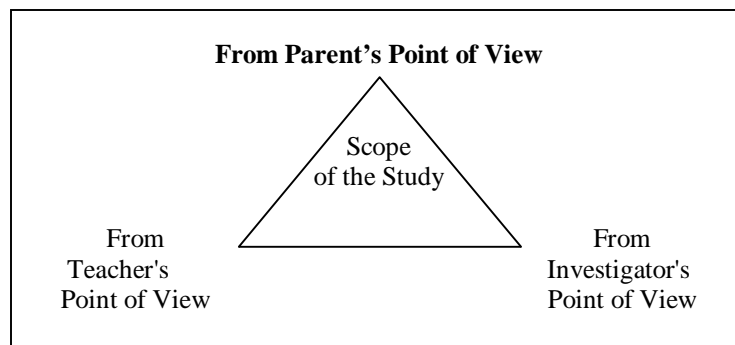 From Parent's Point of View
Scope
of the Study
From
Teacher's
Point of View
From
Investigator's
Point of View